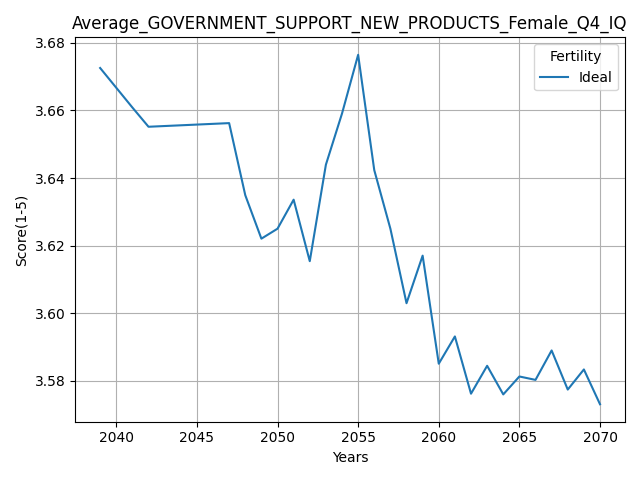 Average_GOVERNMENT_SUPPORT_NEW_PRODUCTS_Female_Q4_IQ
Fertility
Ideal
Score(1-5)
3.68
3.66
3.64
3.62
3.60
3.58
2040 2045 2050 2055 2060 2065 2070
Years